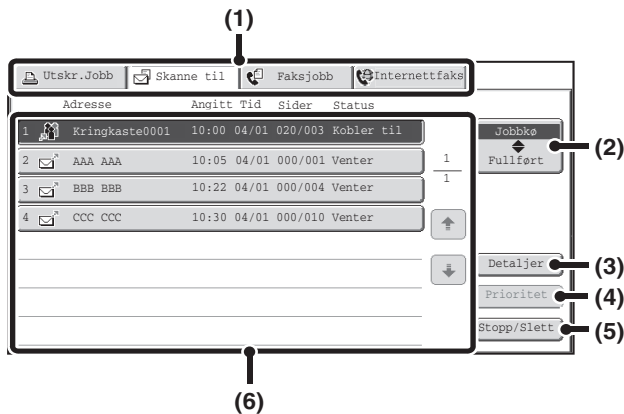 (1)
Utskr.Jobb Skanne til Faksjobb Internettfaks
Adresse Angitt Tid Sider Status
1 Kringkaste0001 10:00 04/01 020/003 Kobler til
2 AAA AAA 10:05 04/01 000/001 Venter
3 BBB BBB 10:22 04/01 000/004 Venter
4 CCC CCC 10:30 04/01 000/010 Venter
1
1
Jobbkø
Fullført
(2)
Detaljer (3)
Prioritet (4)
Stopp/Slett (5)
(6)